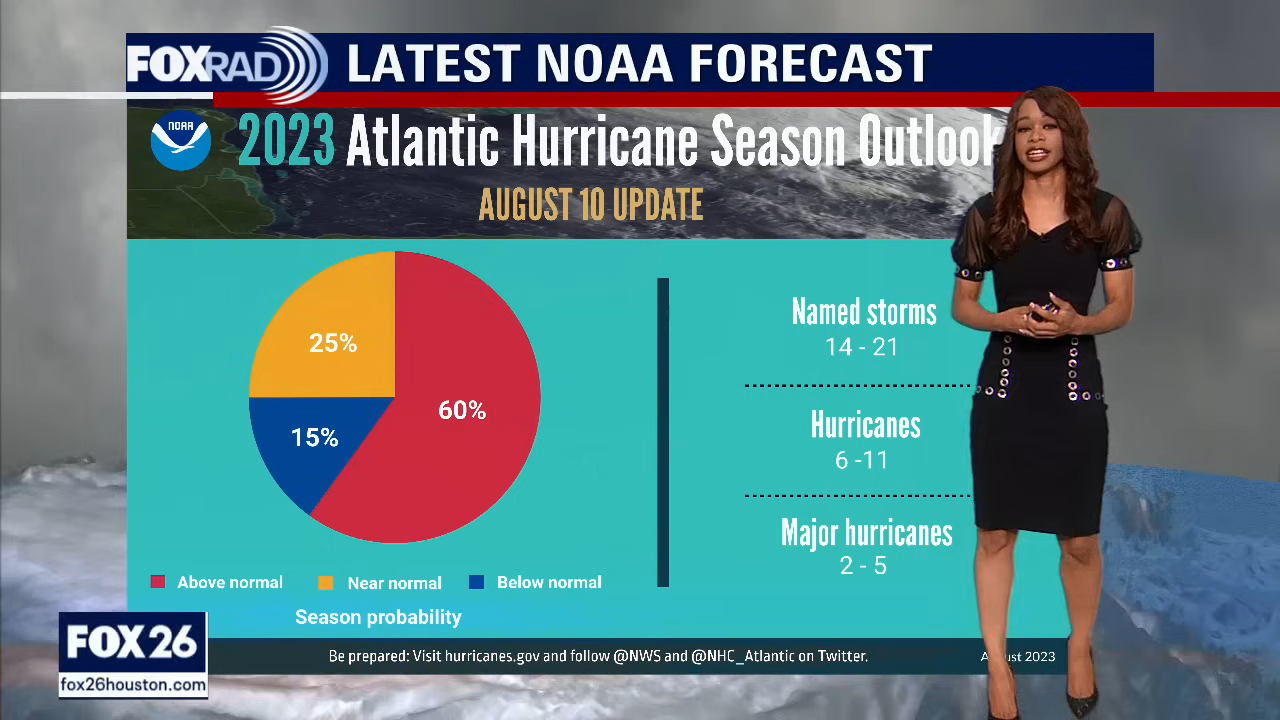 FOXRAD
LATEST NOAA FORECAST
NOAA
2023 Atlantic Hurricane Season Outlook
AUGUST 10 UPDATE
25%
60%
15%
Named storms
14 - 21
Hurricanes
6 -11
Major hurricanes
2 - 5
Above normal
Near normal
Below normal
Season probability
FOX 26
fox26houston.com
Be prepared: Visit hurricanes.gov and follow @NWS and @NHC_Atlantic on Twitter.
2023